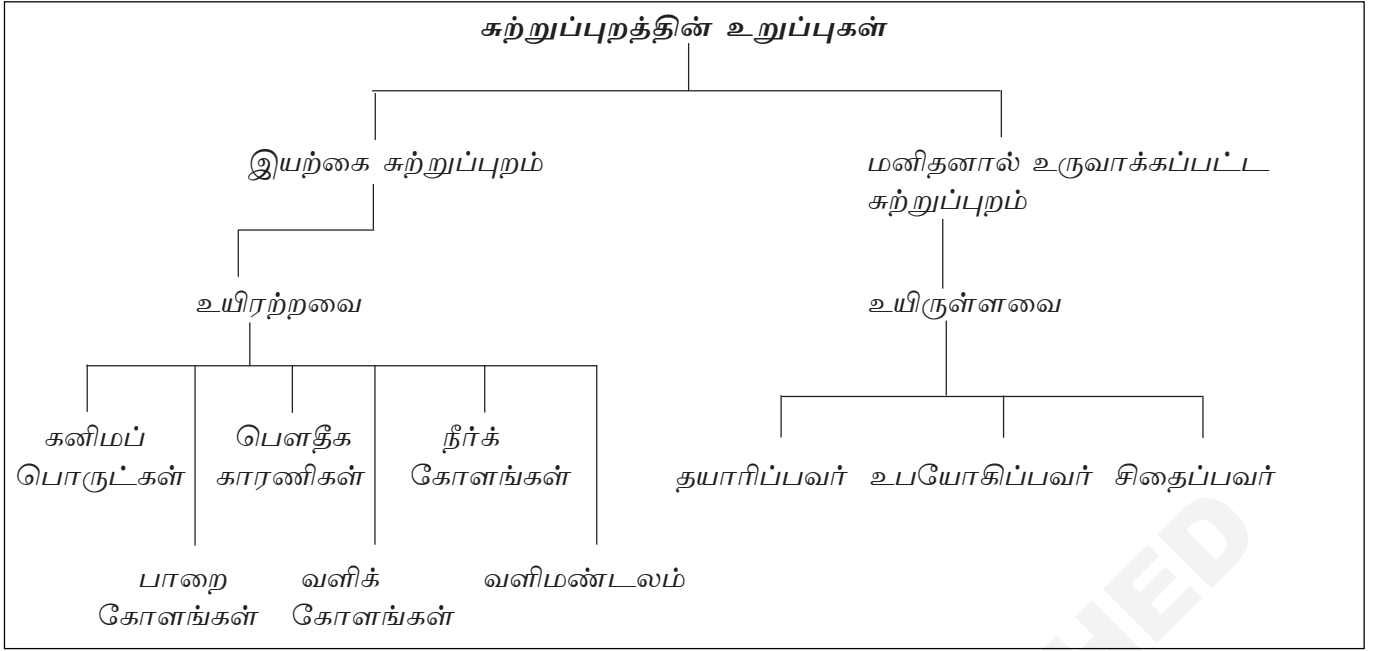 சுற்றுப்புறத்தின் உறுப்புகள்
இயற்கை சுற்றுப்புறம்
மனிதனால் உருவாக்கப்பட்ட
சுற்றுப்புறம்
உயிரற்றவை
உயிருள்ளவை
கனிமப்
பொருட்கள்
பௌதீக
காரணிகள்
நீர்க்
கோளங்கள்
தயாரிப்பவர்
உபயோகிப்பவர்
சிதைப்பவர்
பாறை
கோளங்கள்
வளிக்
கோளங்கள்
வளிமண்டலம்
HED